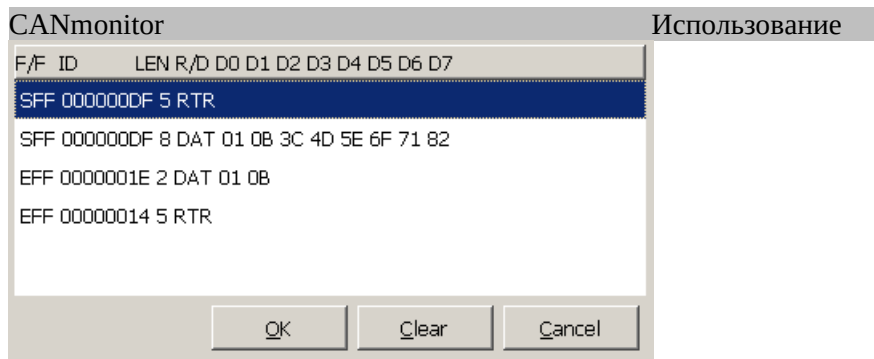 CANmonitor Использование
F/F ID LEN R/D D0 D1 D2 D3 D4 D5 D6 D7
SFF 000000DF 5 RTR
SFF 000000DF 8 DAT 01 0B 3C 4D 5E 6F 71 82
EFF 0000001E 2 DAT 01 0B
EFF 00000014 5 RTR
OK Clear Cancel